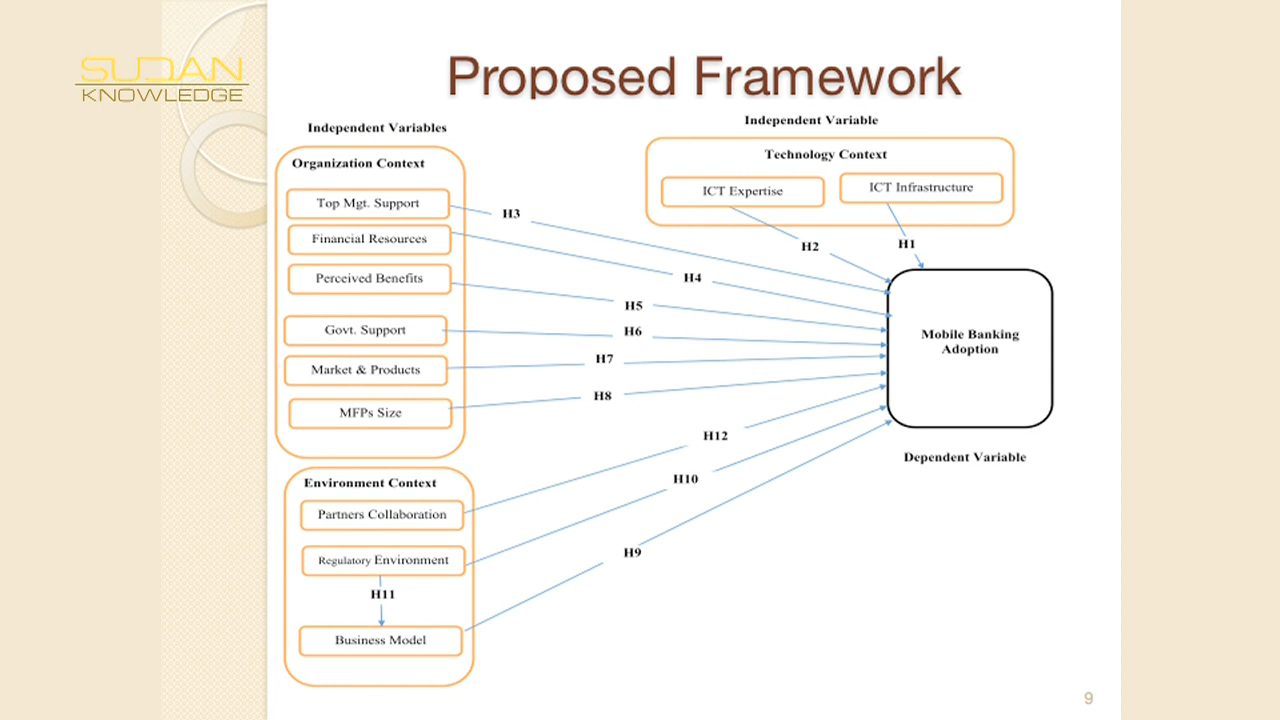 SUDAN
KNOWLEDGE
Proposed Framework
Independent Variables
Organization Context
Top Mgt. Support
Financial Resources
Perceived Benefits
Govt. Support
Market & Products
MFPs Size
Environment Context
Partners Collaboration
Regulatory Environment
H11
Business Model
Independent Variable
Technology Context
ICT Expertise
ICT Infrastructure
H3
H2
H1
H4
H5
H6
H7
H8
H12
H10
H9
Mobile Banking
Adoption
Dependent Variable
9